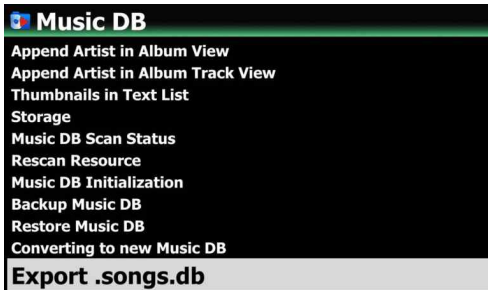 Music DB
Append Artist in Album View
Append Artist in Album Track View
Thumbnails in Text List
Storage
Music DB Scan Status
Rescan Resource
Music DB Initialization
Backup Music DB
Restore Music DB
Converting to new Music DB
Export .songs.db